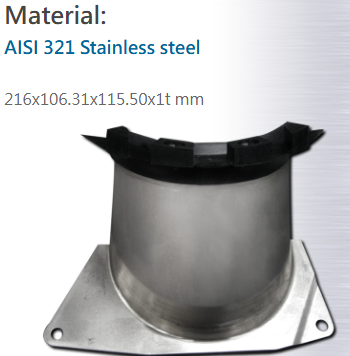 Material:
AISI 321 Stainless steel
216x106.31x115.50x1t mm